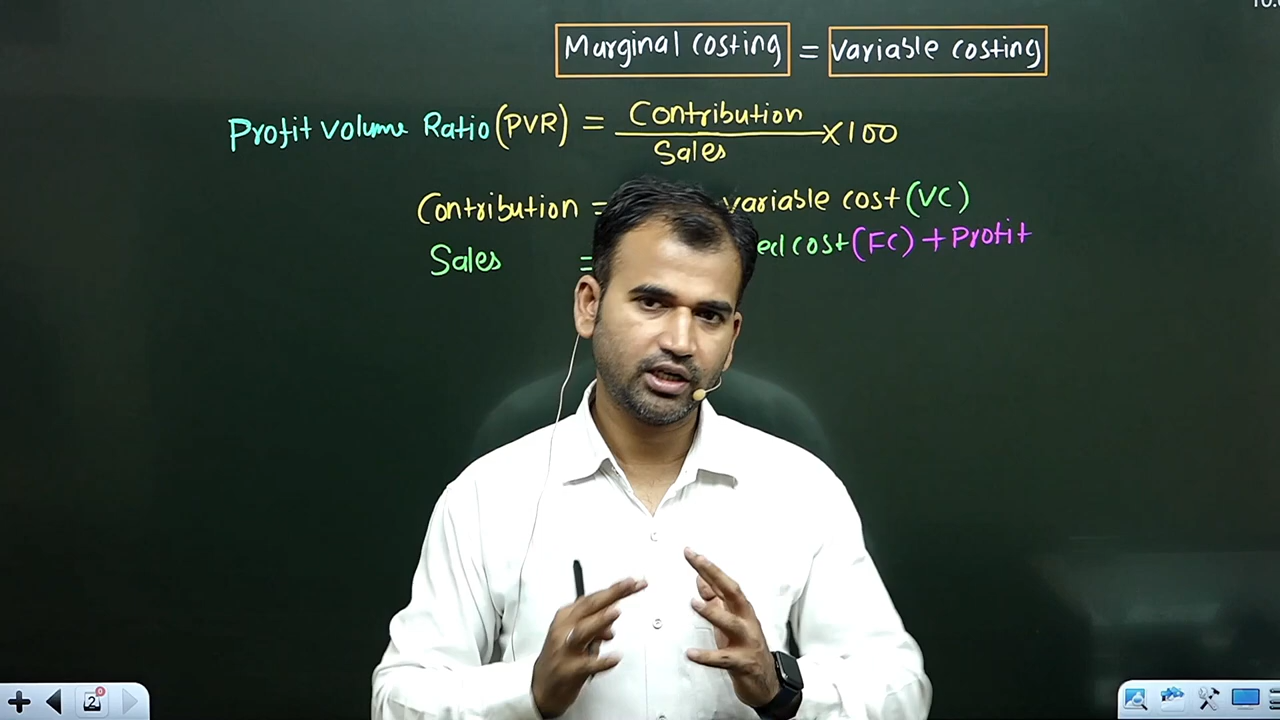 Marginal costing = Variable costing
Profit volume Ratio (PVR) = Contribution / Sales ×100
Contribution = variable cost (VC)
Sales = cost (FC) + Profit
2